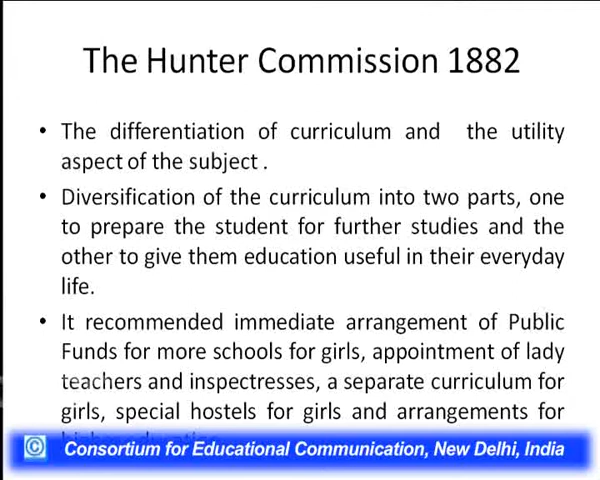 The Hunter Commission 1882
• The differentiation of curriculum and the utility
aspect of the subject .
• Diversification of the curriculum into two parts, one
to prepare the student for further studies and the
other to give them education useful in their everyday
life.
• It recommended immediate arrangement of Public
Funds for more schools for girls, appointment of lady
teachers and inspectresses, a separate curriculum for
girls, special hostels for girls and arrangements for
© Consortium for Educational Communication, New Delhi, India